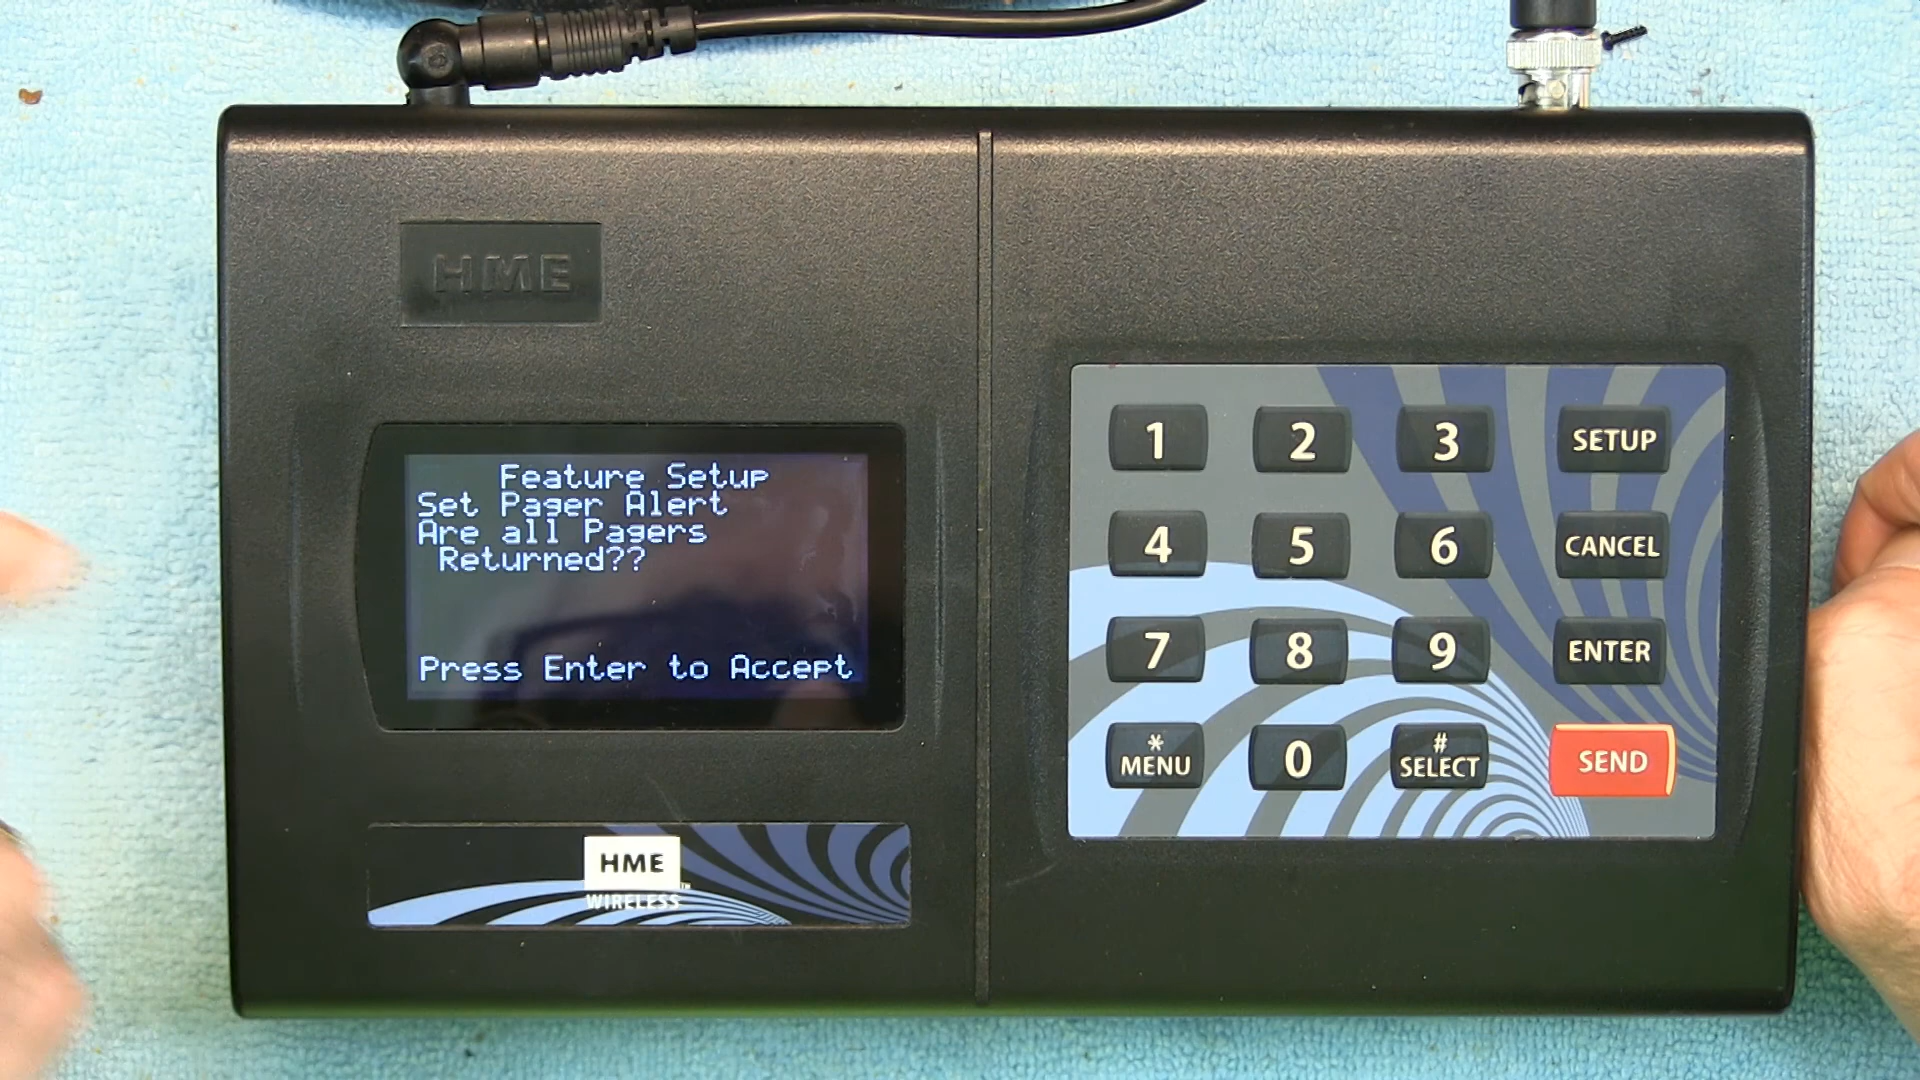 HME
Feature Setup
Set Pager Alert
Are all Pagers
Returned??
Press Enter to Accept
HME
WIRELESS™
1 2 3 SETUP
4 5 6 CANCEL
7 8 9 ENTER
* MENU 0 # SELECT SEND